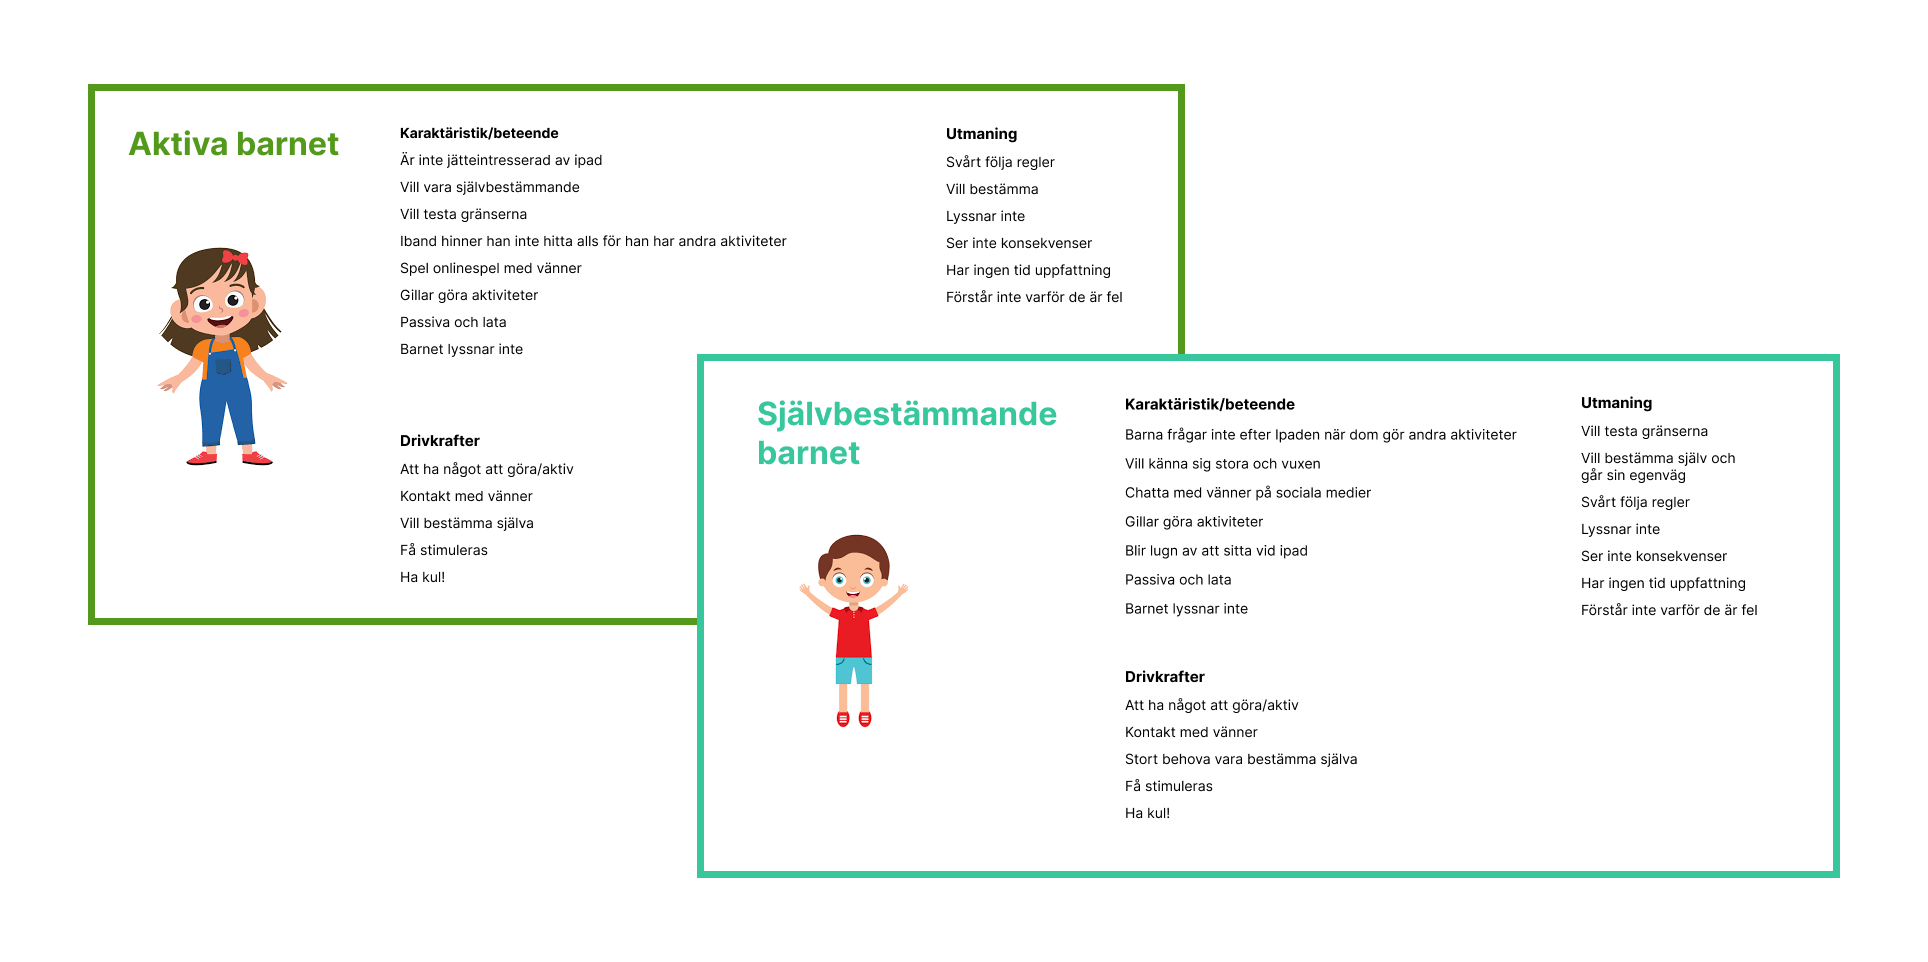 Aktiva barnet
Karaktäristik/beteende
Är inte jätteintresserad av ipad
Vill vara självbestämmande
Vill testa gränserna
Iband hinner han inte hitta alls för han har andra aktiviteter
Spel onlinespel med vänner
Gillar göra aktiviteter
Passiva och lata
Barnet lyssnar inte
Drivkrafter
Att ha något att göra/aktiv
Kontakt med vänner
Vill bestämma själva
Få stimuleras
Ha kul!
Utmaning
Svårt följa regler
Vill bestämma
Lyssnar inte
Ser inte konsekvenser
Har ingen tid uppfattning
Förstår inte varför de är fel
Självbestämmande
barnet
Karaktäristik/beteende
Barna frågar inte efter Ipaden när dom gör andra aktiviteter
Vill känna sig stora och vuxen
Chatta med vänner på sociala medier
Gillar göra aktiviteter
Blir lugn av att sitta vid ipad
Passiva och lata
Barnet lyssnar inte
Drivkrafter
Att ha något att göra/aktiv
Kontakt med vänner
Stort behova vara bestämma själva
Få stimuleras
Ha kul!
Utmaning
Vill testa gränserna
Vill bestämma själv och
går sin egenväg
Svårt följa regler
Lyssnar inte
Ser inte konsekvenser
Har ingen tid uppfattning
Förstår inte varför de är fel